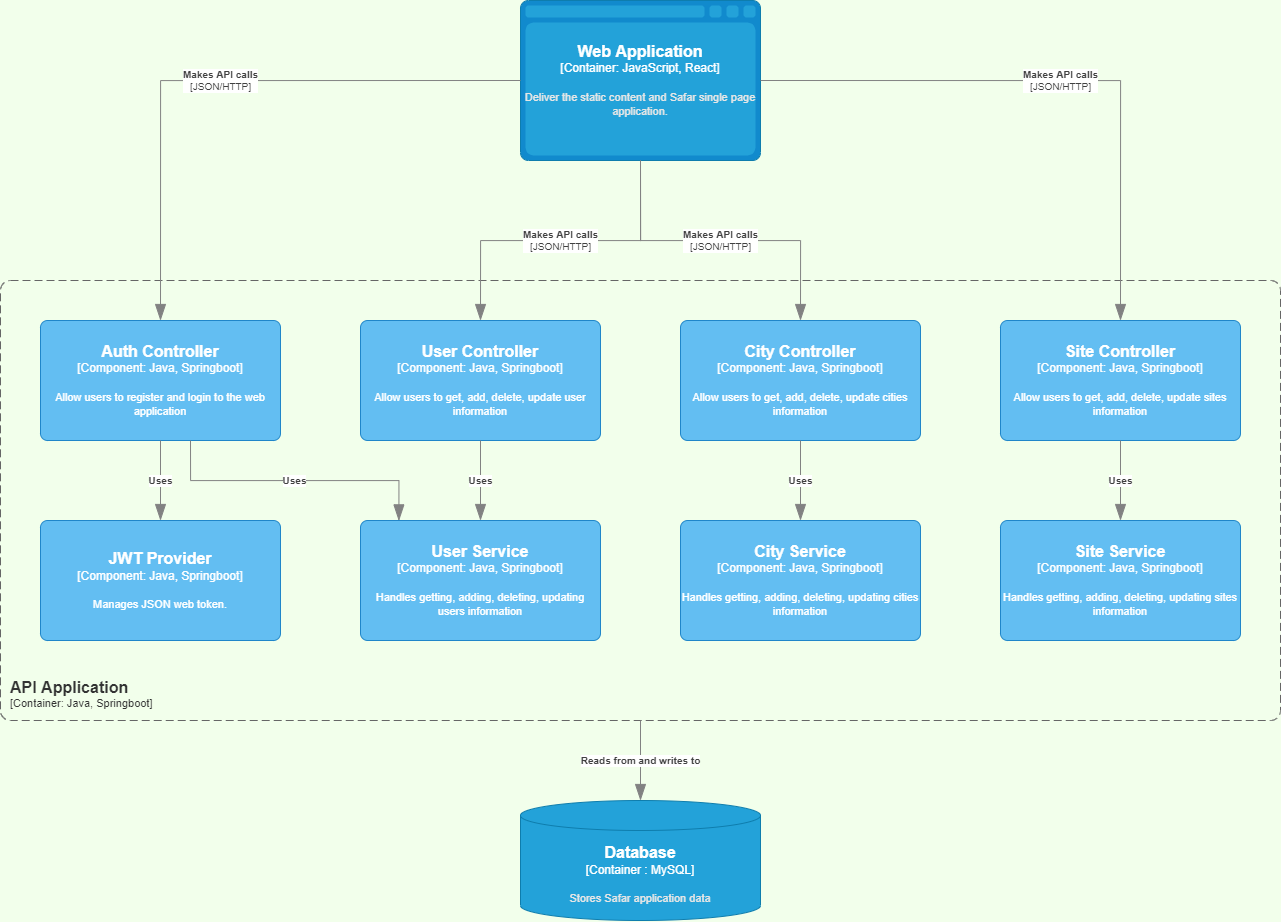 Web Application
[Container: JavaScript, React]
Deliver the static content and Safar single page
application.
Makes API calls
[JSON/HTTP]
Makes API calls
[JSON/HTTP]
Makes API calls
[JSON/HTTP]
Makes API calls
[JSON/HTTP]
Auth Controller
[Component: Java, Springboot]
Allow users to register and login to the web
application
User Controller
[Component: Java, Springboot]
Allow users to get, add, delete, update user
information
City Controller
[Component: Java, Springboot]
Allow users to get, add, delete, update cities
information
Site Controller
[Component: Java, Springboot]
Allow users to get, add, delete, update sites
information
Uses
Uses
Uses
Uses
Uses
JWT Provider
[Component: Java, Springboot]
Manages JSON web token.
User Service
[Component: Java, Springboot]
Handles getting, adding, deleting, updating
users information
City Service
[Component: Java, Springboot]
Handles getting, adding, deleting, updating cities
information
Site Service
[Component: Java, Springboot]
Handles getting, adding, deleting, updating sites
information
API Application
[Container: Java, Springboot]
Reads from and writes to
Database
[Container : MySQL]
Stores Safar application data